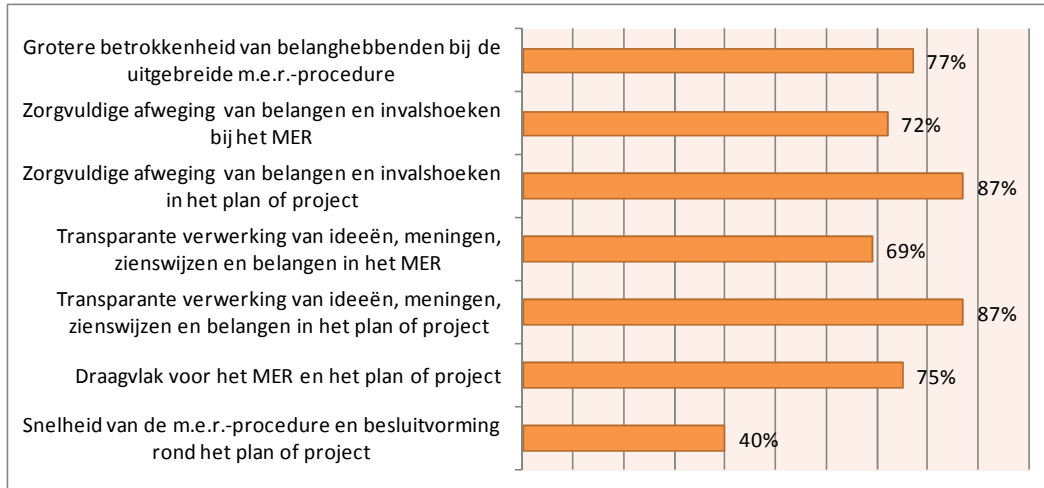 Grotere betrokkenheid van belanghebbenden bij de
uitgebreide m.e.r.-procedure
77%
Zorgvuldige afweging van belangen en invalshoeken
bij het MER
72%
Zorgvuldige afweging van belangen en invalshoeken
in het plan of project
87%
Transparante verwerking van ideeën, meningen,
zienswijzen en belangen in het MER
69%
Transparante verwerking van ideeën, meningen,
zienswijzen en belangen in het plan of project
87%
Draagvlak voor het MER en het plan of project
75%
Snelheid van de m.e.r.-procedure en besluitvorming
rond het plan of project
40%